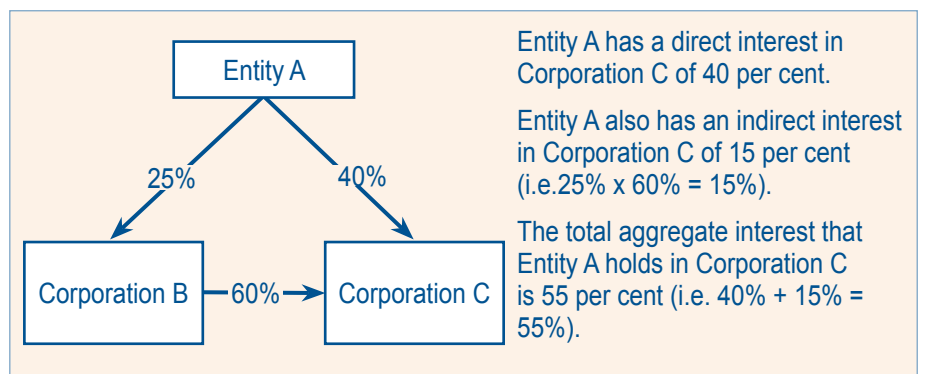 Entity A
25%
40%
Corporation B
60%
Corporation C
Entity A has a direct interest in
Corporation C of 40 per cent.
Entity A also has an indirect interest
in Corporation C of 15 per cent
(i.e.25% x 60% = 15%).
The total aggregate interest that
Entity A holds in Corporation C
is 55 per cent (i.e. 40% + 15% =
55%).